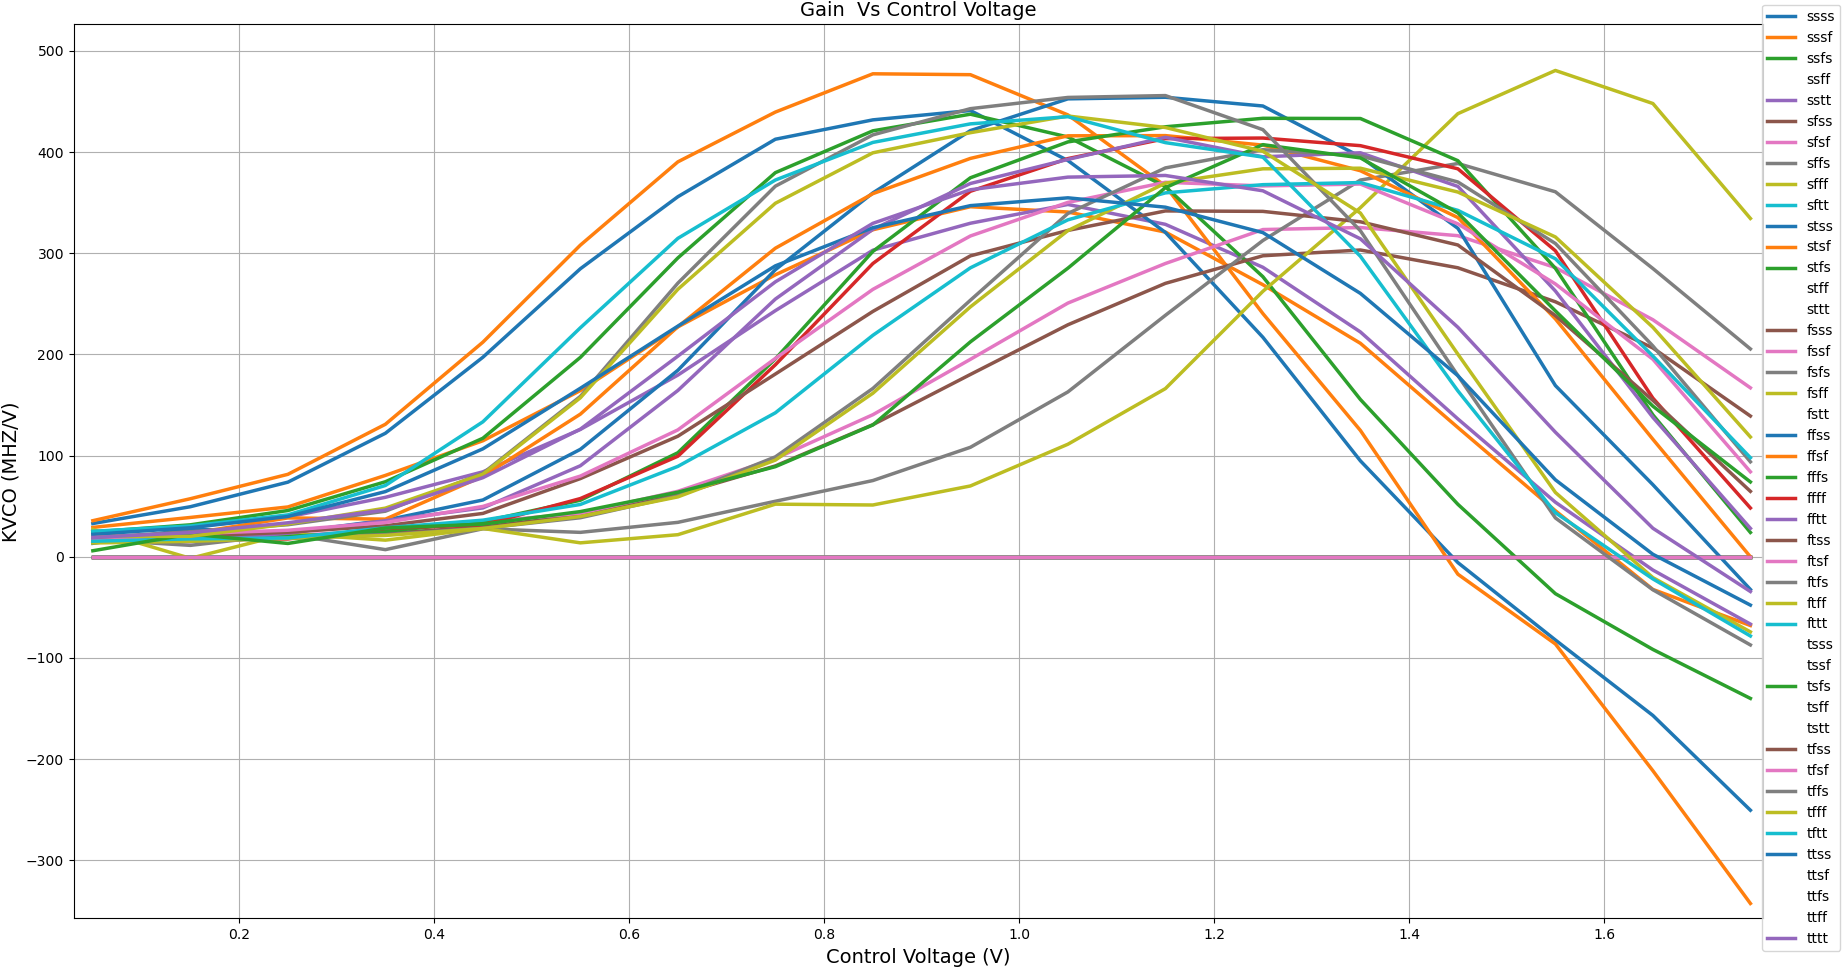 Gain  Vs Control Voltage
KVCO (MHZ/V)
500
400
300
200
100
0
−100
−200
−300
0.2
0.4
0.6
0.8
1.0
1.2
1.4
1.6
Control Voltage (V)
ssss
sssf
ssfs
ssff
sstt
sfss
sfsf
sffs
sfff
sftt
stss
stsf
stfs
stff
sttt
fsss
fssf
fsfs
fsff
fstt
ffss
ffsf
fffs
ffff
fftt
ftss
ftsf
ftfs
ftff
fttt
tsss
tssf
tsfs
tsff
tstt
tfss
tfsf
tffs
tfff
tftt
ttss
ttsf
ttfs
ttff
tttt